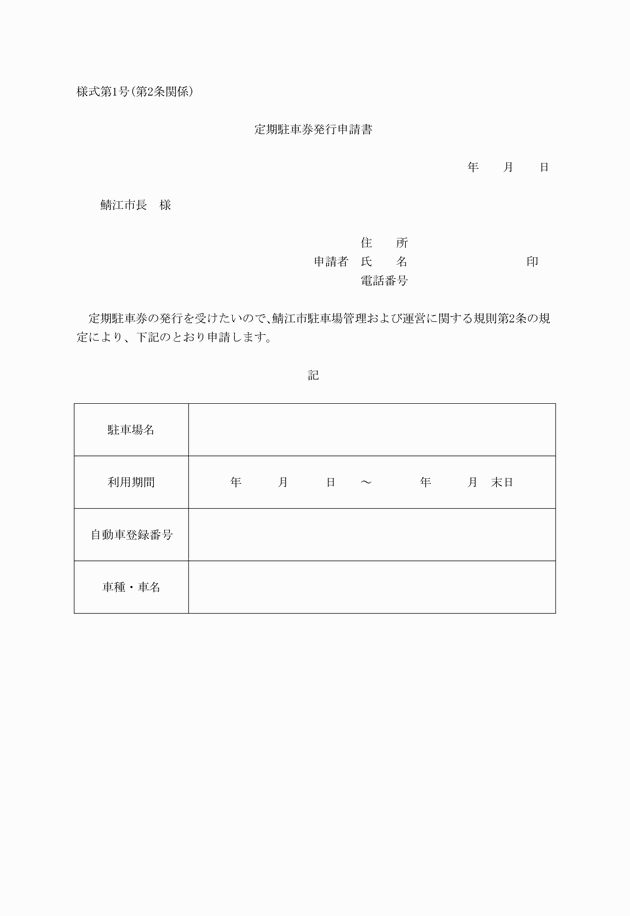 様式第1号（第2条関係）
定期駐車券発行申請書
年　　月　　日
鯖江市長　様
住　　所
申請者　氏　　名　　　　　　　　　　印
電話番号
　定期駐車券の発行を受けたいので、鯖江市駐車場管理および運営に関する規則第2条の規
定により、下記のとおり申請します。
記
駐車場名
利用期間　　　年　　　月　　　日　　～　　　　年　　　月　末日
自動車登録番号
車種・車名